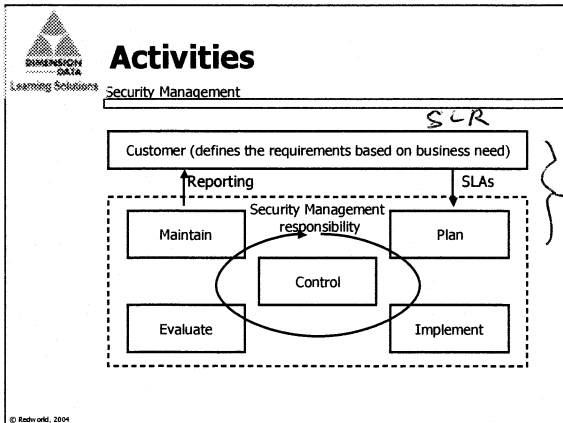 Activities
DIMENSION
DATA
Learning Solutions
Security Management
SLR
Customer (defines the requirements based on business need)
Reporting
SLAs
Security Management
responsibility
Maintain
Plan
Control
Evaluate
Implement
© Redworld, 2004